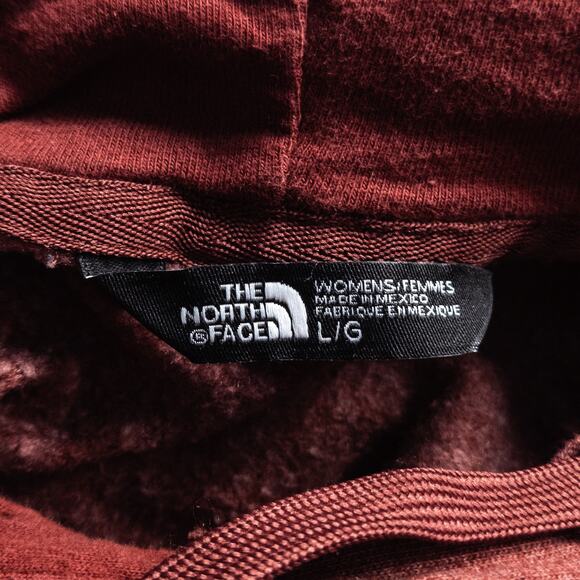 THE
NORTH
FACE
WOMENS/FEMMES
MADE IN MEXICO
FABRIQUE EN MEXIQUE
L/G